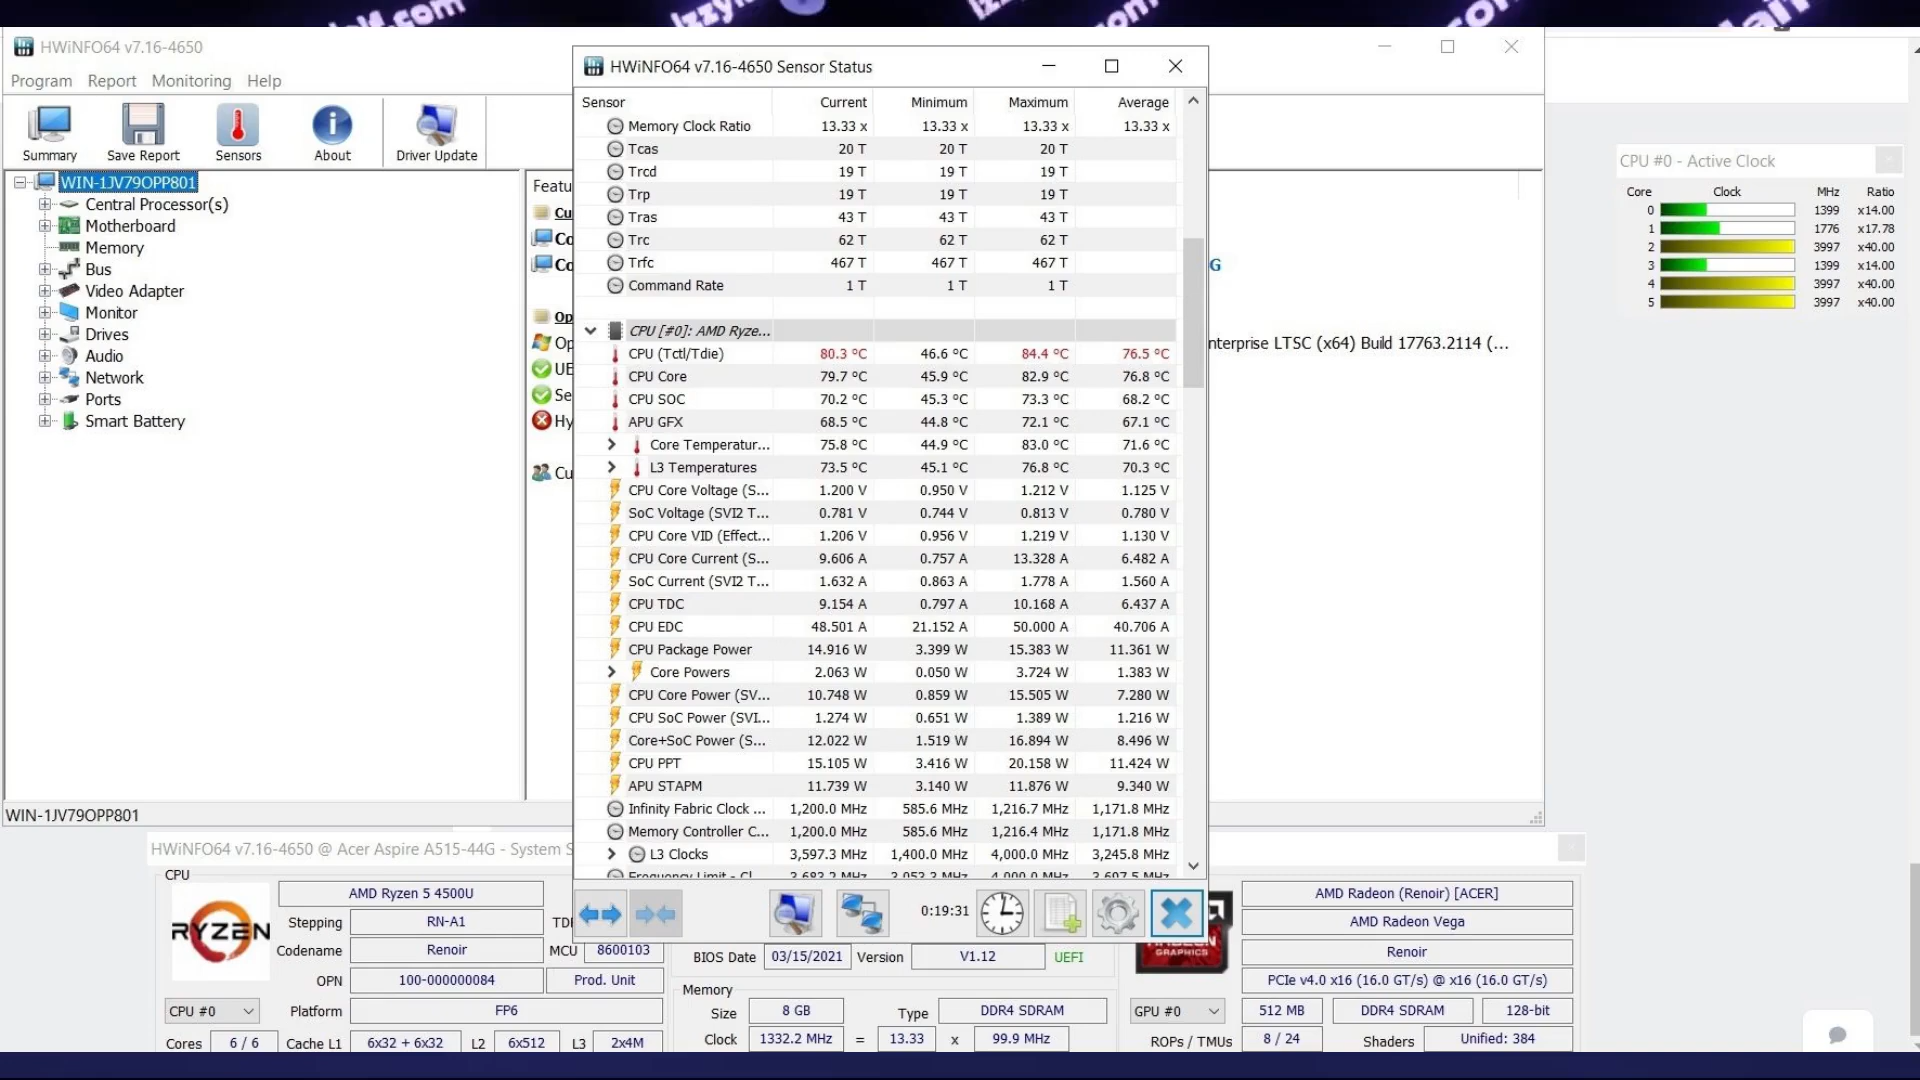 Izzyl
.com
HWiNFO64 v7.16-4650
Program Report Monitoring Help
Summary Save Report Sensors About Driver Update
WIN-1JV79OPP801
Central Processor(s)
Motherboard
Memory
Bus
Video Adapter
Monitor
Drives
Audio
Network
Ports
Smart Battery
WIN-1JV79OPP801
Featu
Cu
Co
Co
Op
Op
UE
Se
Hy
Cu
G
nterprise LTSC (x64) Build 17763.2114 (...
HWiNFO64 v7.16-4650 Sensor Status
Sensor Current Minimum Maximum Average
Memory Clock Ratio 13.33 x 13.33 x 13.33 x 13.33 x
Tcas 20 T 20 T 20 T
Trcd 19 T 19 T 19 T
Trp 19 T 19 T 19 T
Tras 43 T 43 T 43 T
Trc 62 T 62 T 62 T
Trfc 467 T 467 T 467 T
Command Rate 1 T 1 T 1 T
CPU [#0]: AMD Ryze...
CPU (Tctl/Tdie) 80.3 °C 46.6 °C 84.4 °C 76.5 °C
CPU Core 79.7 °C 45.9 °C 82.9 °C 76.8 °C
CPU SOC 70.2 °C 45.3 °C 73.3 °C 68.2 °C
APU GFX 68.5 °C 44.8 °C 72.1 °C 67.1 °C
Core Temperatur... 75.8 °C 44.9 °C 83.0 °C 71.6 °C
L3 Temperatures 73.5 °C 45.1 °C 76.8 °C 70.3 °C
CPU Core Voltage (S... 1.200 V 0.950 V 1.212 V 1.125 V
SoC Voltage (SVI2 T... 0.781 V 0.744 V 0.813 V 0.780 V
CPU Core VID (Effect... 1.206 V 0.956 V 1.219 V 1.130 V
CPU Core Current (S... 9.606 A 0.757 A 13.328 A 6.482 A
SoC Current (SVI2 T... 1.632 A 0.863 A 1.778 A 1.560 A
CPU TDC 9.154 A 0.797 A 10.168 A 6.437 A
CPU EDC 48.501 A 21.152 A 50.000 A 40.706 A
CPU Package Power 14.916 W 3.399 W 15.383 W 11.361 W
Core Powers 2.063 W 0.050 W 3.724 W 1.383 W
CPU Core Power (SV... 10.748 W 0.859 W 15.505 W 7.280 W
CPU SoC Power (SVI... 1.274 W 0.651 W 1.389 W 1.216 W
Core+SoC Power (S... 12.022 W 1.519 W 16.894 W 8.496 W
CPU PPT 15.105 W 3.416 W 20.158 W 11.424 W
APU STAPM 11.739 W 3.140 W 11.876 W 9.340 W
Infinity Fabric Clock ... 1,200.0 MHz 585.6 MHz 1,216.7 MHz 1,171.8 MHz
Memory Controller C... 1,200.0 MHz 585.6 MHz 1,216.4 MHz 1,171.8 MHz
L3 Clocks 3,597.3 MHz 1,400.0 MHz 4,000.0 MHz 3,245.8 MHz
0:19:31
CPU #0 - Active Clock
Core Clock MHz Ratio
0 1399 x14.00
1 1776 x17.78
2 3997 x40.00
3 1399 x14.00
4 3997 x40.00
5 3997 x40.00
HWiNFO64 v7.16-4650 @ Acer Aspire A515-44G - System S
CPU
RYZEN
AMD Ryzen 5 4500U
Stepping RN-A1 TD
Codename Renoir MCU 8600103
OPN 100-000000084 Prod. Unit
CPU #0 Platform FP6
Cores 6 / 6 Cache L1 6x32 + 6x32 L2 6x512 L3 2x4M
BIOS Date 03/15/2021 Version V1.12 UEFI
Memory
Size 8 GB Type DDR4 SDRAM
Clock 1332.2 MHz = 13.33 x 99.9 MHz
RADEON
GRAPHICS
AMD Radeon (Renoir) [ACER]
AMD Radeon Vega
Renoir
PCIe v4.0 x16 (16.0 GT/s) @ x16 (16.0 GT/s)
GPU #0 512 MB DDR4 SDRAM 128-bit
ROPs / TMUs 8 / 24 Shaders Unified: 384